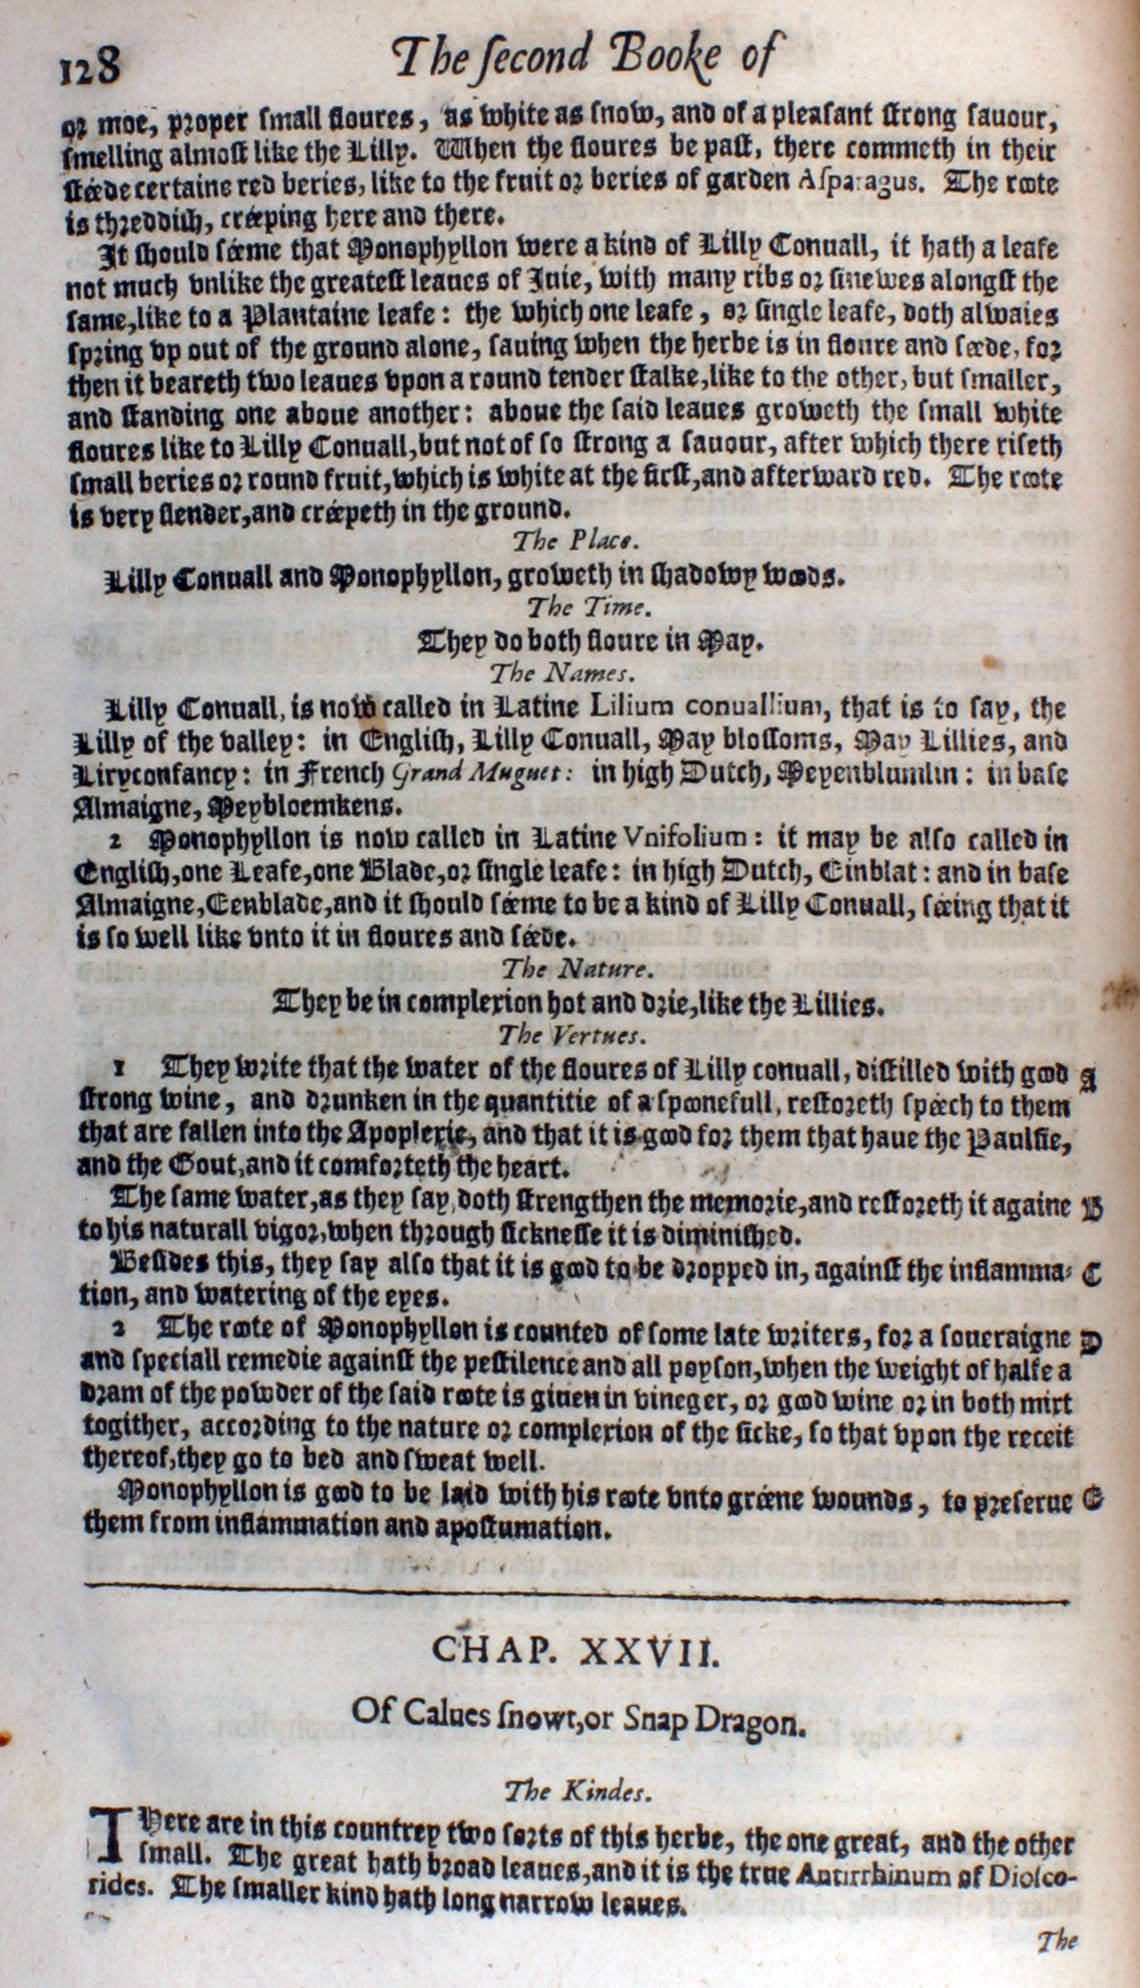 128 The ſecond Booke of
or moe, proper ſmall floures, as white as ſnow, and of a pleaſant ſtrong ſauour,
ſmelling almoſt like the Lilly. When the floures be paſt, there commeth in their
ſteede certaine red beries, like to the fruit or beries of garden Aſparagus. The roote
is threddiſh, creeping here and there.
It ſhould ſeeme that Monophyllon were a kind of Lilly Conuall, it hath a leafe
not much vnlike the greateſt leaues of Iuie, with many ribs or ſinewes alongſt the
ſame, like to a Plantaine leafe: the which one leafe, or ſingle leafe, doth alwaies
ſpring vp out of the ground alone, ſauing when the herbe is in floure and ſeede, for
then it beareth two leaues vpon a round tender ſtalke, like to the other, but ſmaller,
and ſtanding one aboue another: aboue the ſaid leaues groweth the ſmall white
floures like to Lilly Conuall, but not of ſo ſtrong a ſauour, after which there riſeth
ſmall beries or round fruit, which is white at the firſt, and afterward red. The roote
is very ſlender, and creepeth in the ground.
The Place.
Lilly Conuall and Monophyllon, groweth in ſhadowy woods.
The Time.
They do both floure in May.
The Names.
Lilly Conuall, is now called in Latine Lilium conuallium, that is to ſay, the
Lilly of the valley: in Engliſh, Lilly Conuall, May bloſſoms, May Lillies, and
Liryconfancy: in French Grand Muguet: in high Dutch, Meyenblumlin: in baſe
Almaigne, Meybloemkens.
2 Monophyllon is now called in Latine Vnifolium: it may be alſo called in
Engliſh, one Leafe, one Blade, or ſingle leafe: in high Dutch, Einblat: and in baſe
Almaigne, Eenblade, and it ſhould ſeeme to be a kind of Lilly Conuall, ſeeing that it
is ſo well like vnto it in floures and ſeede.
The Nature.
They be in complexion hot and drie, like the Lillies.
The Vertues.
1 They write that the water of the floures of Lilly conuall, diſtilled with good A
ſtrong wine, and drunken in the quantitie of a ſpoonefull, reſtoreth ſpeech to them
that are fallen into the Apoplexie, and that it is good for them that haue the Paulſie,
and the Gout, and it comforteth the heart.
The ſame water, as they ſay, doth ſtrengthen the memorie, and reſtoreth it againe B
to his naturall vigor, when through ſickneſſe it is diminiſhed.
Beſides this, they ſay alſo that it is good to be dropped in, againſt the inflamma- C
tion, and watering of the eyes.
2 The roote of Monophyllon is counted of ſome late writers, for a ſoueraigne D
and ſpeciall remedie againſt the peſtilence and all poyſon, when the weight of halfe a
dram of the powder of the ſaid roote is giuen in vineger, or good wine or in both mixt
togither, according to the nature or complexion of the ſicke, ſo that vpon the receit
thereof, they go to bed and ſweat well.
Monophyllon is good to be laid with his roote vnto greene wounds, to preſerue E
them from inflammation and apoſtumation.
CHAP. XXVII.
Of Calues ſnowt, or Snap Dragon.
The Kindes.
THere are in this countrey two ſorts of this herbe, the one great, and the other
ſmall. The great hath broad leaues, and it is the true Antirrhinum of Dioſco-
rides. The ſmaller kind hath long narrow leaues.
The